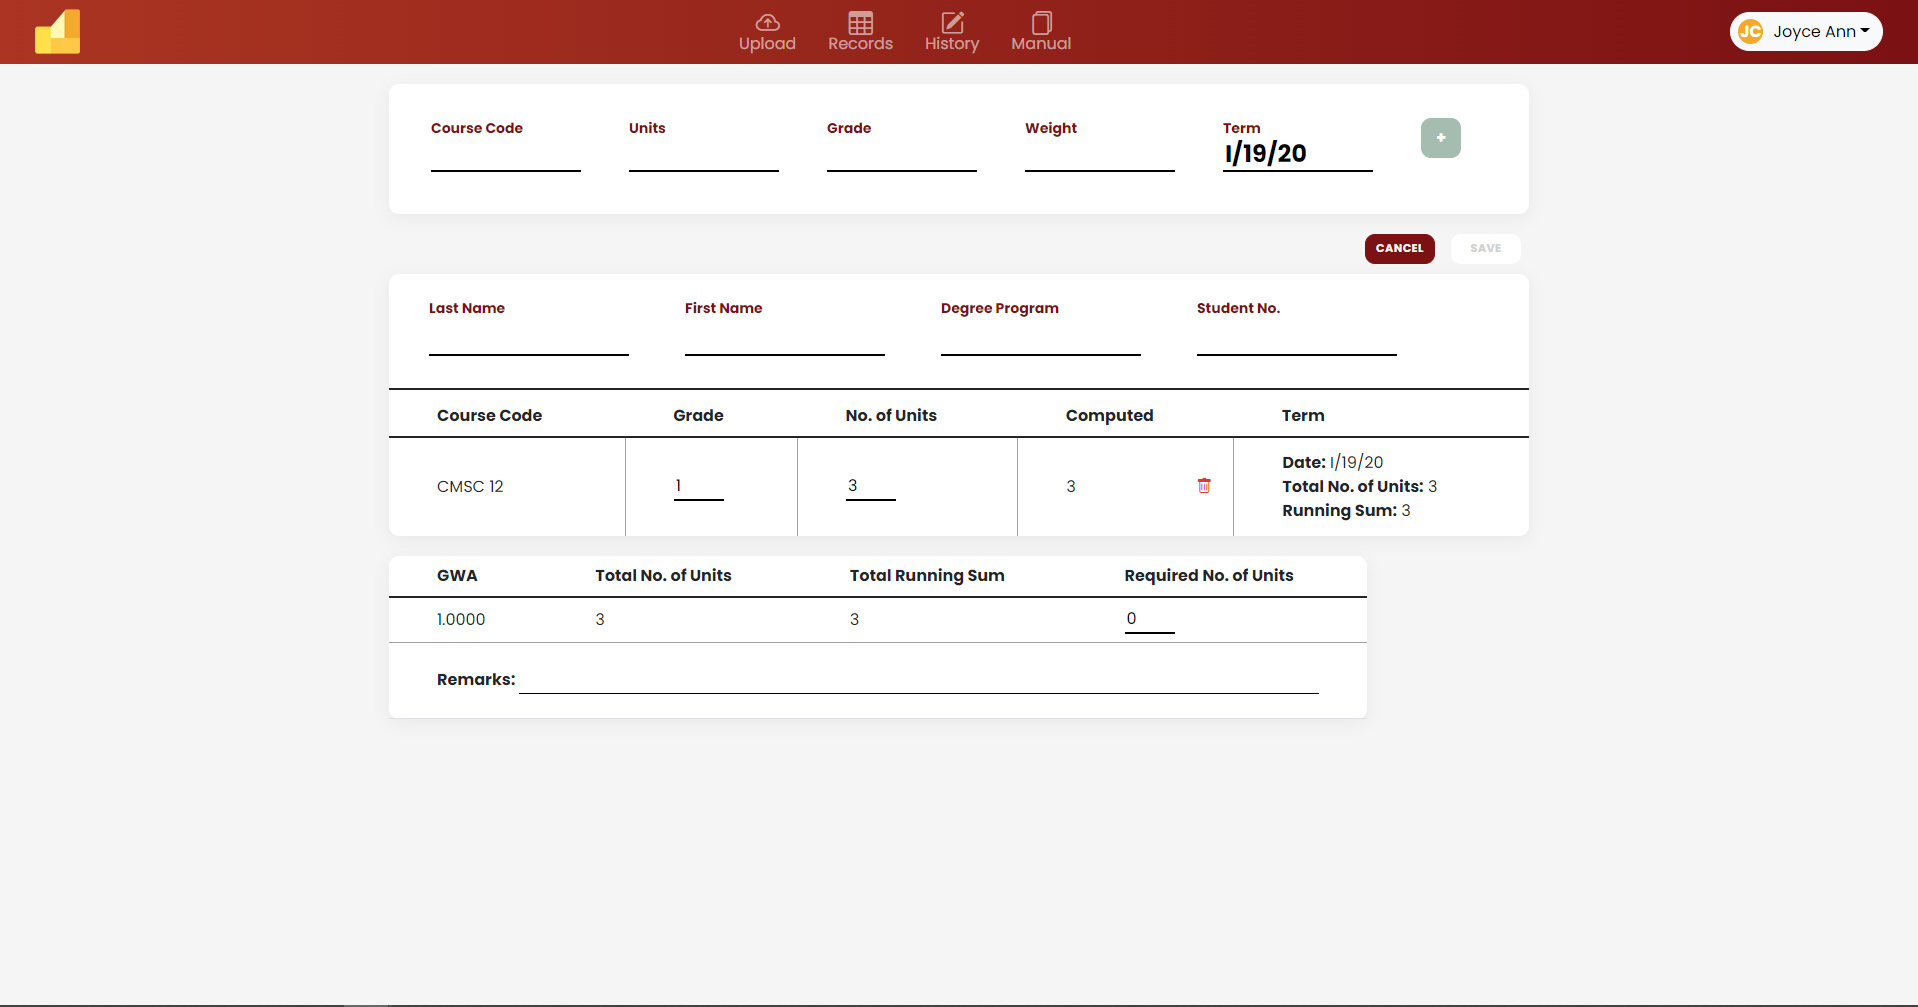 Upload Records History Manual
JC Joyce Ann
Course Code Units Grade Weight Term
I/19/20
+
CANCEL SAVE
Last Name First Name Degree Program Student No.
Course Code Grade No. of Units Computed Term
CMSC 12 1 3 3
Date: I/19/20
Total No. of Units: 3
Running Sum: 3
GWA Total No. of Units Total Running Sum Required No. of Units
1.0000 3 3 0
Remarks: